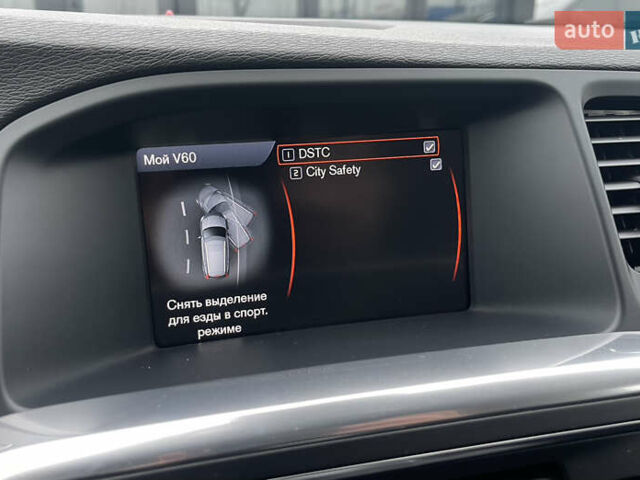 auto
Мой V60
1 DSTC
2 City Safety
Снять выделение
для езды в спорт.
режиме